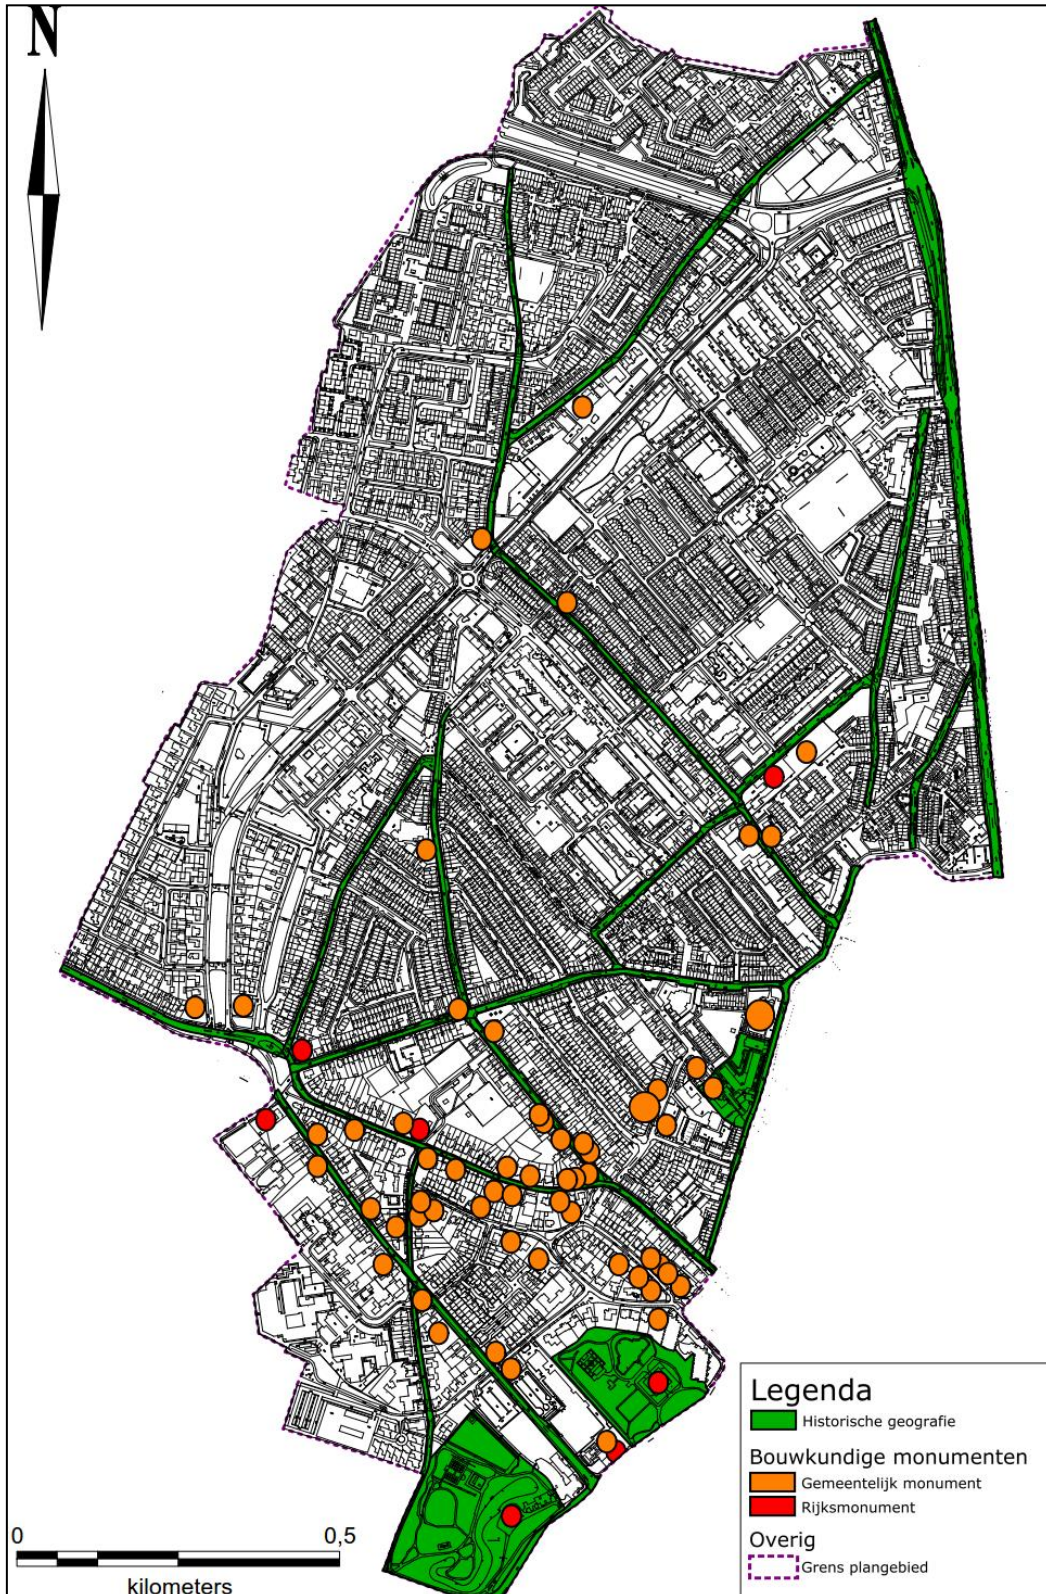 N
Legenda
Historische geografie
Bouwkundige monumenten
Gemeentelijk monument
Rijksmonument
Overig
Grens plangebied
0 0,5
kilometers